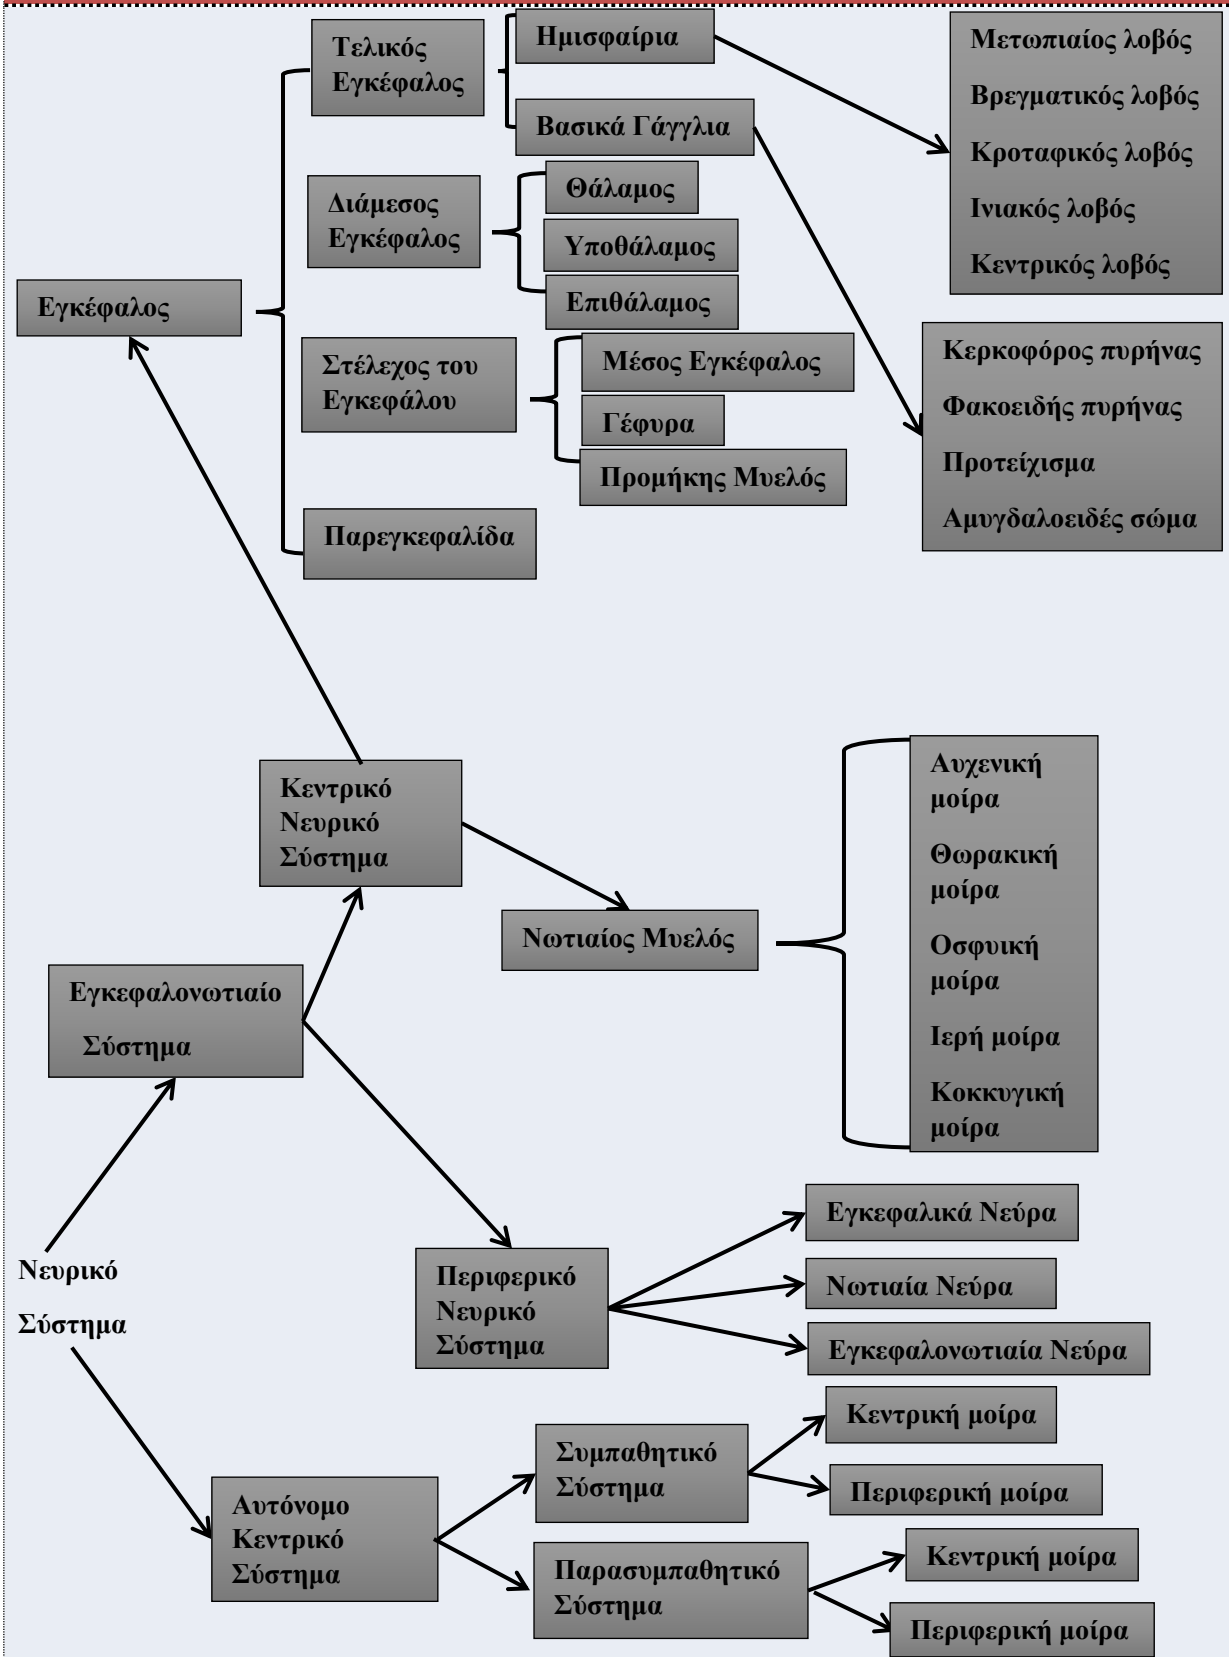 Τελικός
Εγκέφαλος
Ημισφαίρια
Βασικά Γάγγλια
Μετωπιαίος λοβός
Βρεγματικός λοβός
Κροταφικός λοβός
Ινιακός λοβός
Κεντρικός λοβός
Διάμεσος
Εγκέφαλος
Θάλαμος
Υποθάλαμος
Επιθάλαμος
Εγκέφαλος
Στέλεχος του
Εγκεφάλου
Μέσος Εγκέφαλος
Γέφυρα
Προμήκης Μυελός
Κερκοφόρος πυρήνας
Φακοειδής πυρήνας
Προτείχισμα
Αμυγδαλοειδές σώμα
Παρεγκεφαλίδα
Κεντρικό
Νευρικό
Σύστημα
Νωτιαίος Μυελός
Αυχενική
μοίρα
Θωρακική
μοίρα
Οσφυική
μοίρα
Ιερή μοίρα
Κοκκυγική
μοίρα
Εγκεφαλονωτιαίο
Σύστημα
Νευρικό
Σύστημα
Περιφερικό
Νευρικό
Σύστημα
Εγκεφαλικά Νεύρα
Νωτιαία Νεύρα
Εγκεφαλονωτιαία Νεύρα
Αυτόνομο
Κεντρικό
Σύστημα
Συμπαθητικό
Σύστημα
Κεντρική μοίρα
Περιφερική μοίρα
Παρασυμπαθητικό
Σύστημα
Κεντρική μοίρα
Περιφερική μοίρα